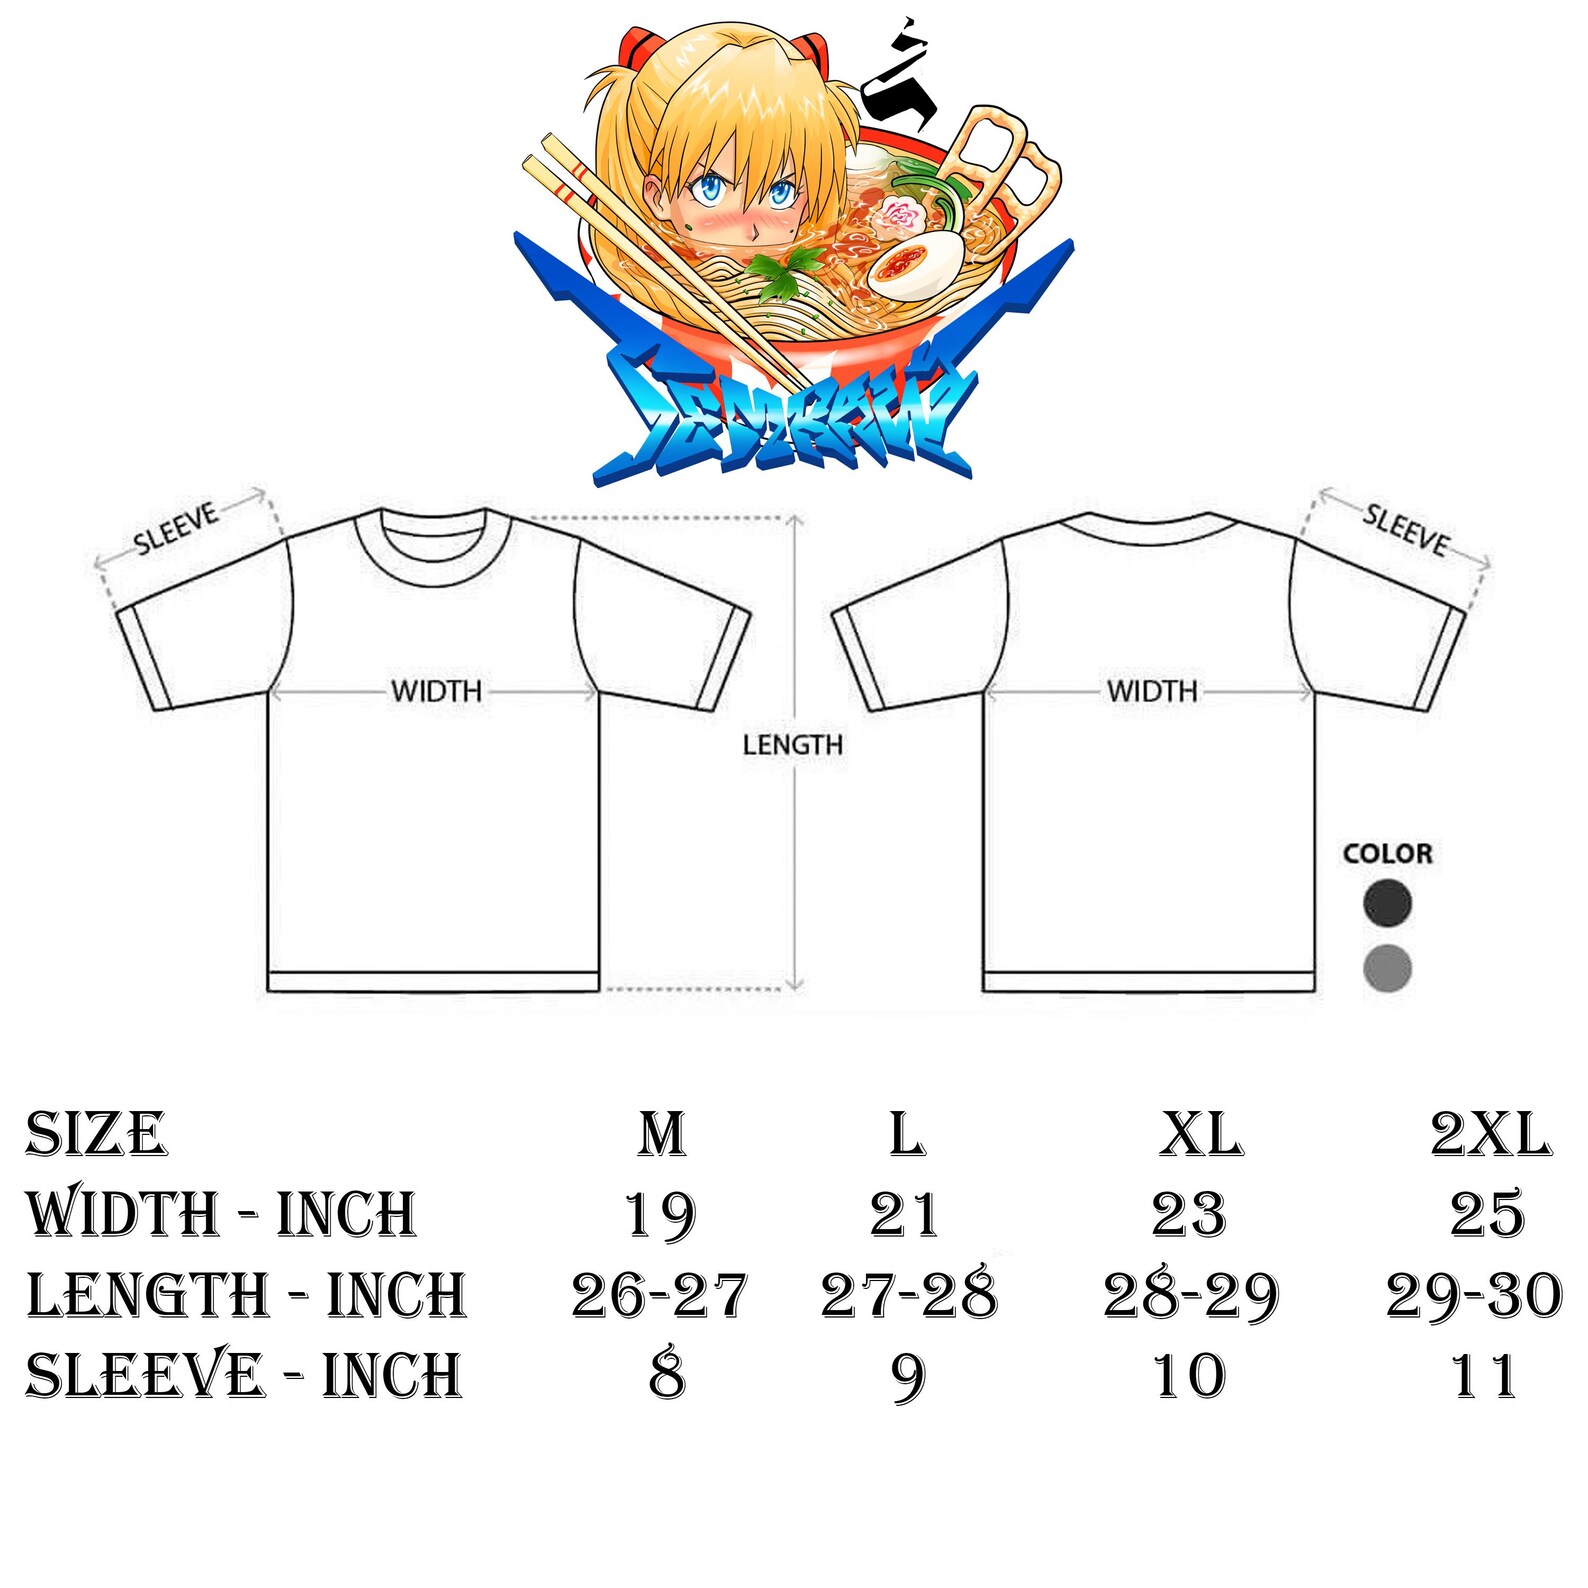 SEMKAW
SLEEVE
SLEEVE
WIDTH
WIDTH
LENGTH
COLOR
SIZE M L XL 2XL
WIDTH - INCH 19 21 23 25
LENGTH - INCH 26-27 27-28 28-29 29-30
SLEEVE - INCH 8 9 10 11